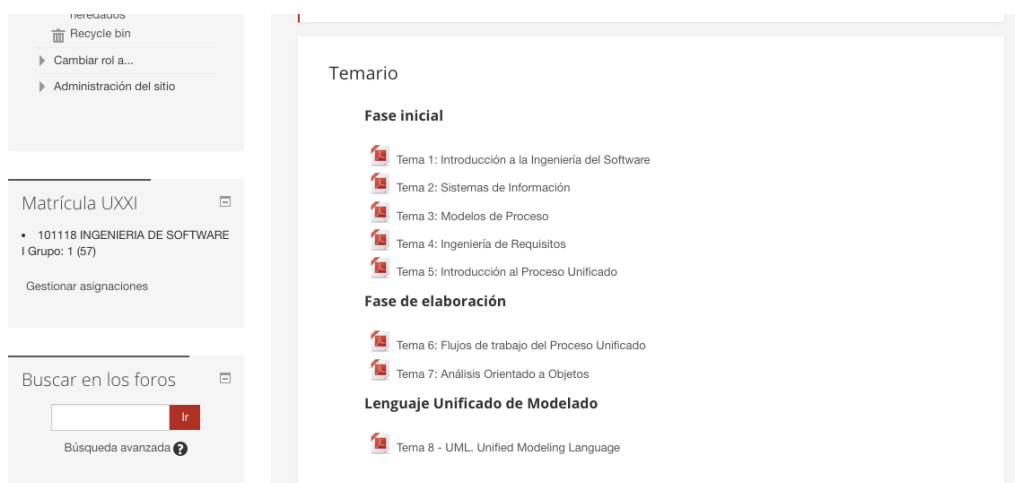 heredados
Recycle bin
Cambiar rol a...
Administración del sitio
Matrícula UXXI
• 101118 INGENIERIA DE SOFTWARE
I Grupo: 1 (57)
Gestionar asignaciones
Buscar en los foros
Ir
Búsqueda avanzada ?
Temario
Fase inicial
Tema 1: Introducción a la Ingeniería del Software
Tema 2: Sistemas de Información
Tema 3: Modelos de Proceso
Tema 4: Ingeniería de Requisitos
Tema 5: Introducción al Proceso Unificado
Fase de elaboración
Tema 6: Flujos de trabajo del Proceso Unificado
Tema 7: Análisis Orientado a Objetos
Lenguaje Unificado de Modelado
Tema 8 - UML. Unified Modeling Language